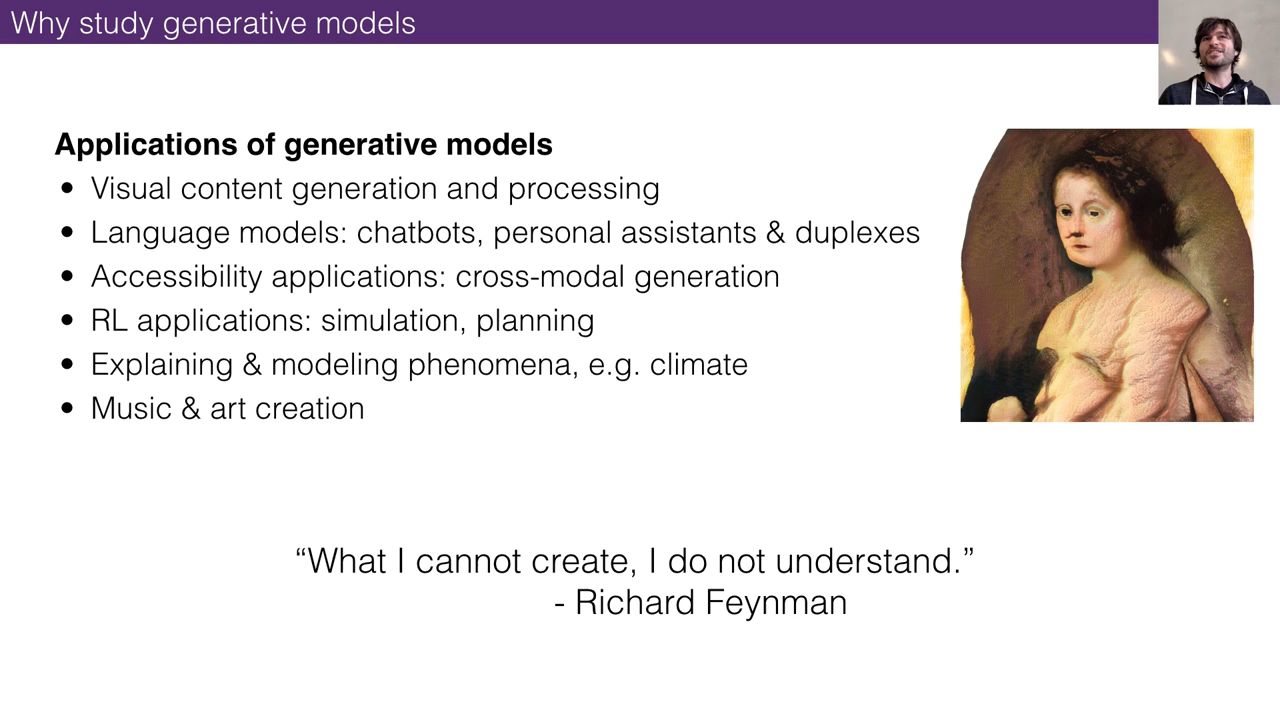 Why study generative models
Applications of generative models
• Visual content generation and processing
• Language models: chatbots, personal assistants & duplexes
• Accessibility applications: cross-modal generation
• RL applications: simulation, planning
• Explaining & modeling phenomena, e.g. climate
• Music & art creation
“What I cannot create, I do not understand.”
- Richard Feynman